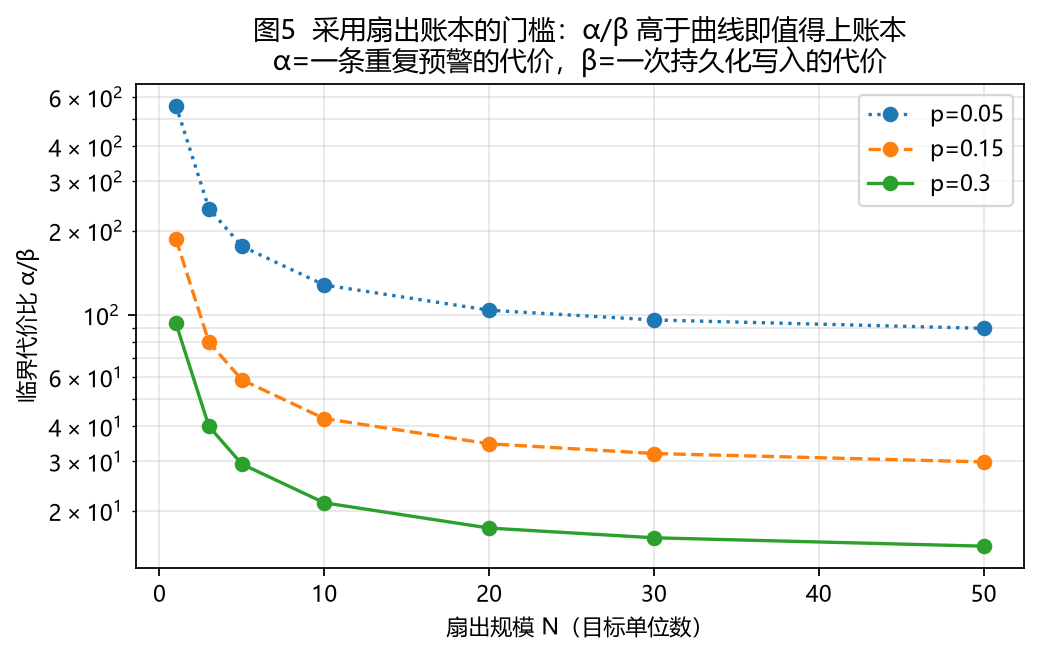 图5  采用扇出账本的门槛：α/β 高于曲线即值得上账本
α=一条重复预警的代价，β=一次持久化写入的代价
p=0.05
p=0.15
p=0.3
临界代价比 α/β
6 × 10²
4 × 10²
3 × 10²
2 × 10²
10²
6 × 10¹
4 × 10¹
3 × 10¹
2 × 10¹
0 10 20 30 40 50
扇出规模 N（目标单位数）